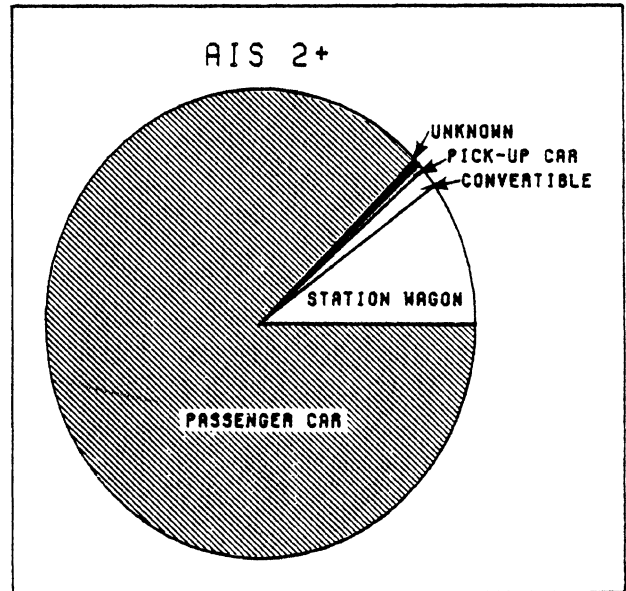 AIS 2+
UNKNOWN
PICK-UP CAR
CONVERTIBLE
STATION WAGON
PASSENGER CAR